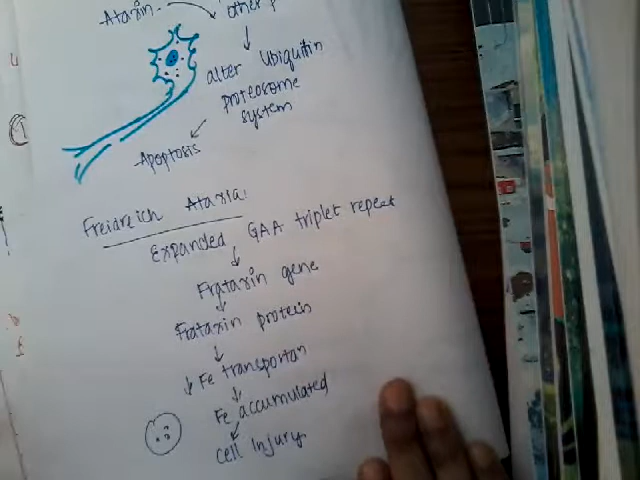 Ataxin → other p
↓
alter Ubiquitin
proteosome
system
Apoptosis
Freidreich Ataxia:
Expanded GAA triplet repeat
↓
Frataxin gene
↓
Frataxin protein
↓
↓ Fe transportan
↓
Fe accumulated
↓
cell injury